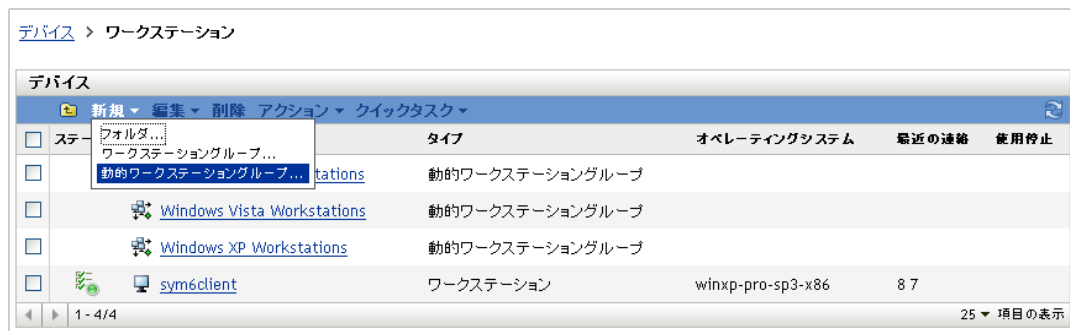 デバイス > ワークステーション
デバイス
新規 編集 削除 アクション クイックタスク
ステー タイプ オペレーティングシステム 最近の連絡 使用停止
フォルダ...
ワークステーショングループ...
動的ワークステーショングループ...
tations 動的ワークステーショングループ
Windows Vista Workstations 動的ワークステーショングループ
Windows XP Workstations 動的ワークステーショングループ
sym6client ワークステーション winxp-pro-sp3-x86 8 7
1 - 4/4 25 項目の表示